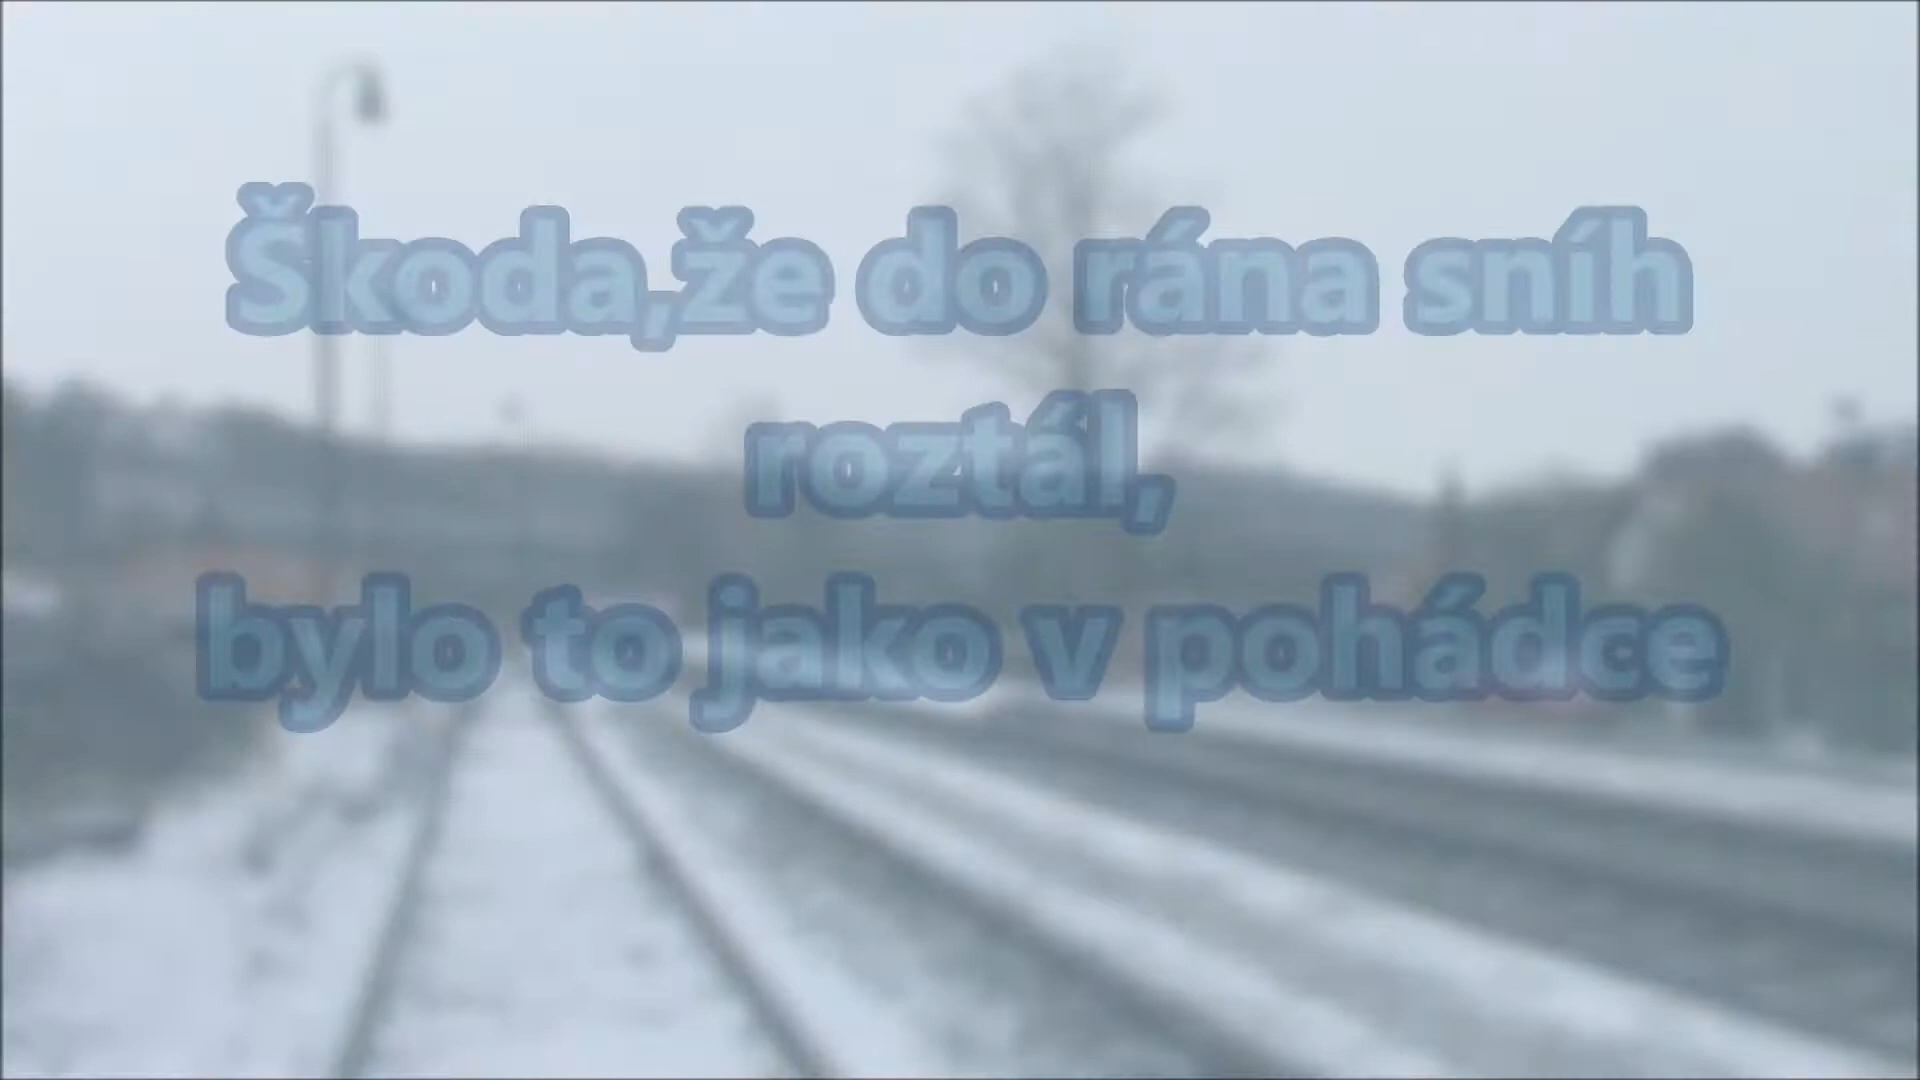 Škoda,že do rána sníh
roztál,
bylo to jako v pohádce